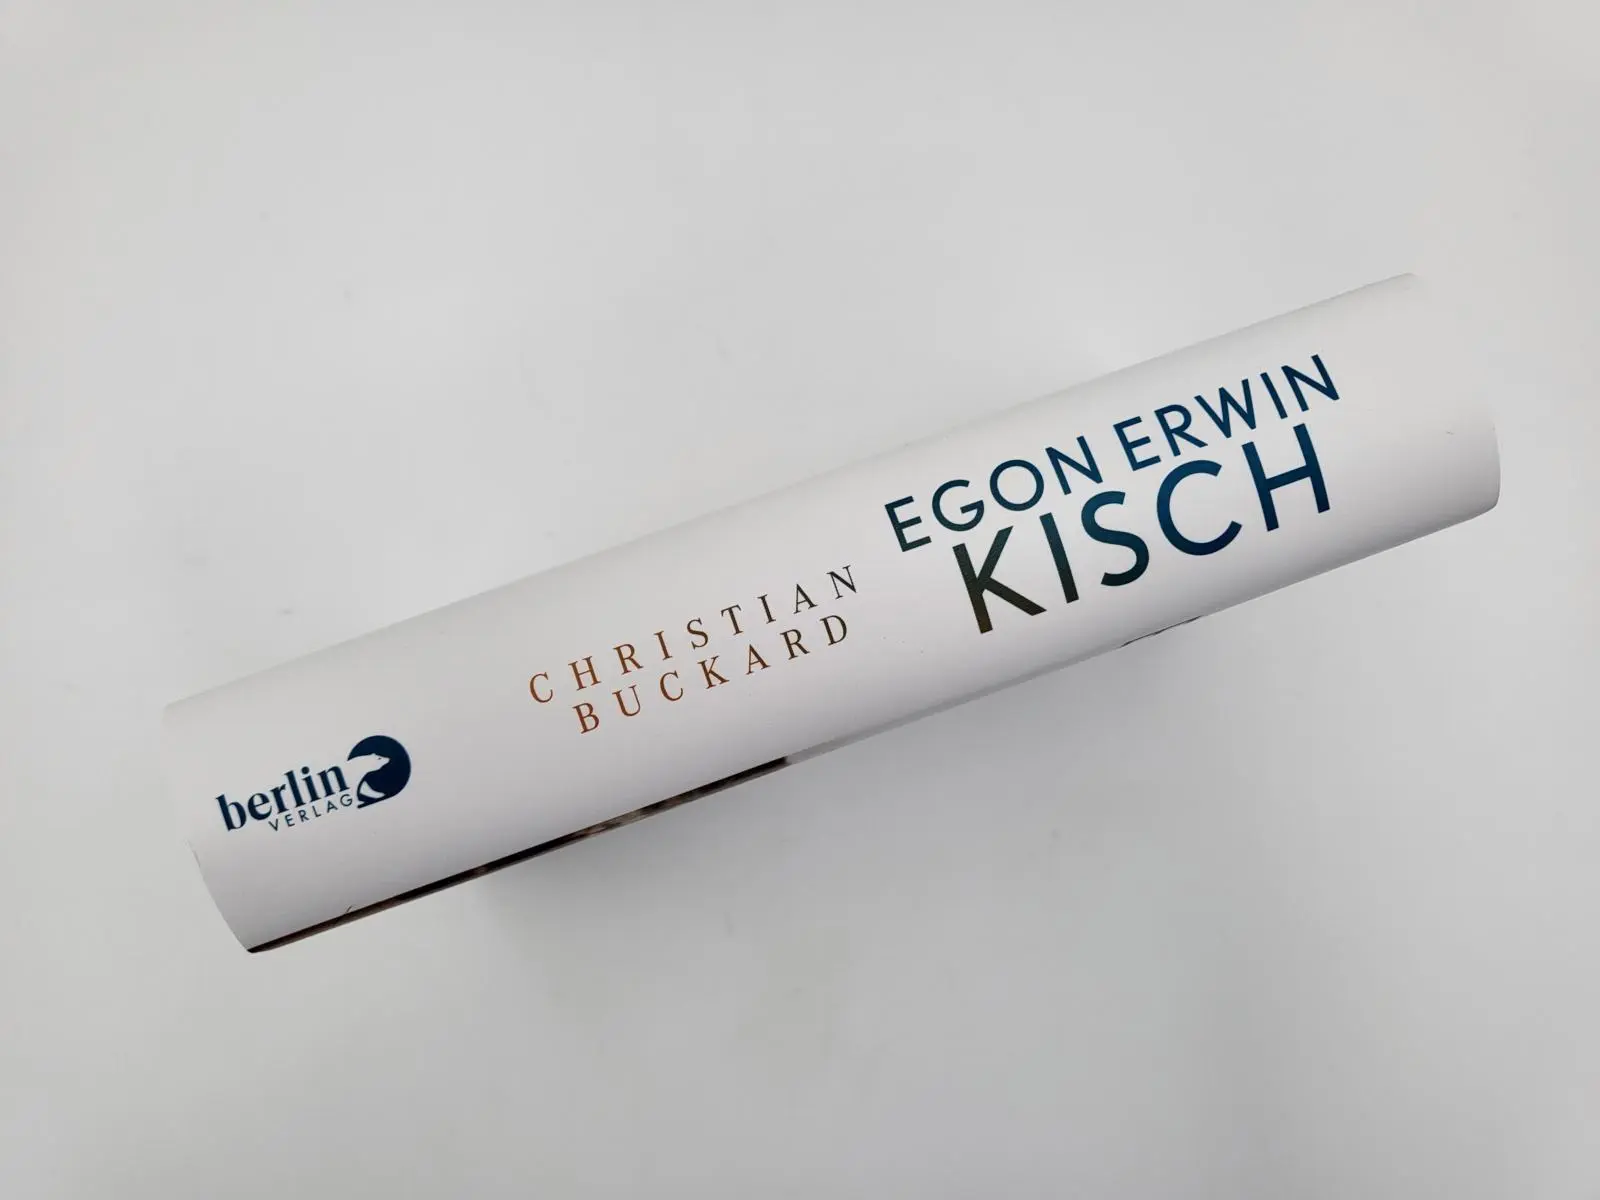 EGON ERWIN
KISCH
CHRISTIAN
BUCKARD
berlin
VERLAG